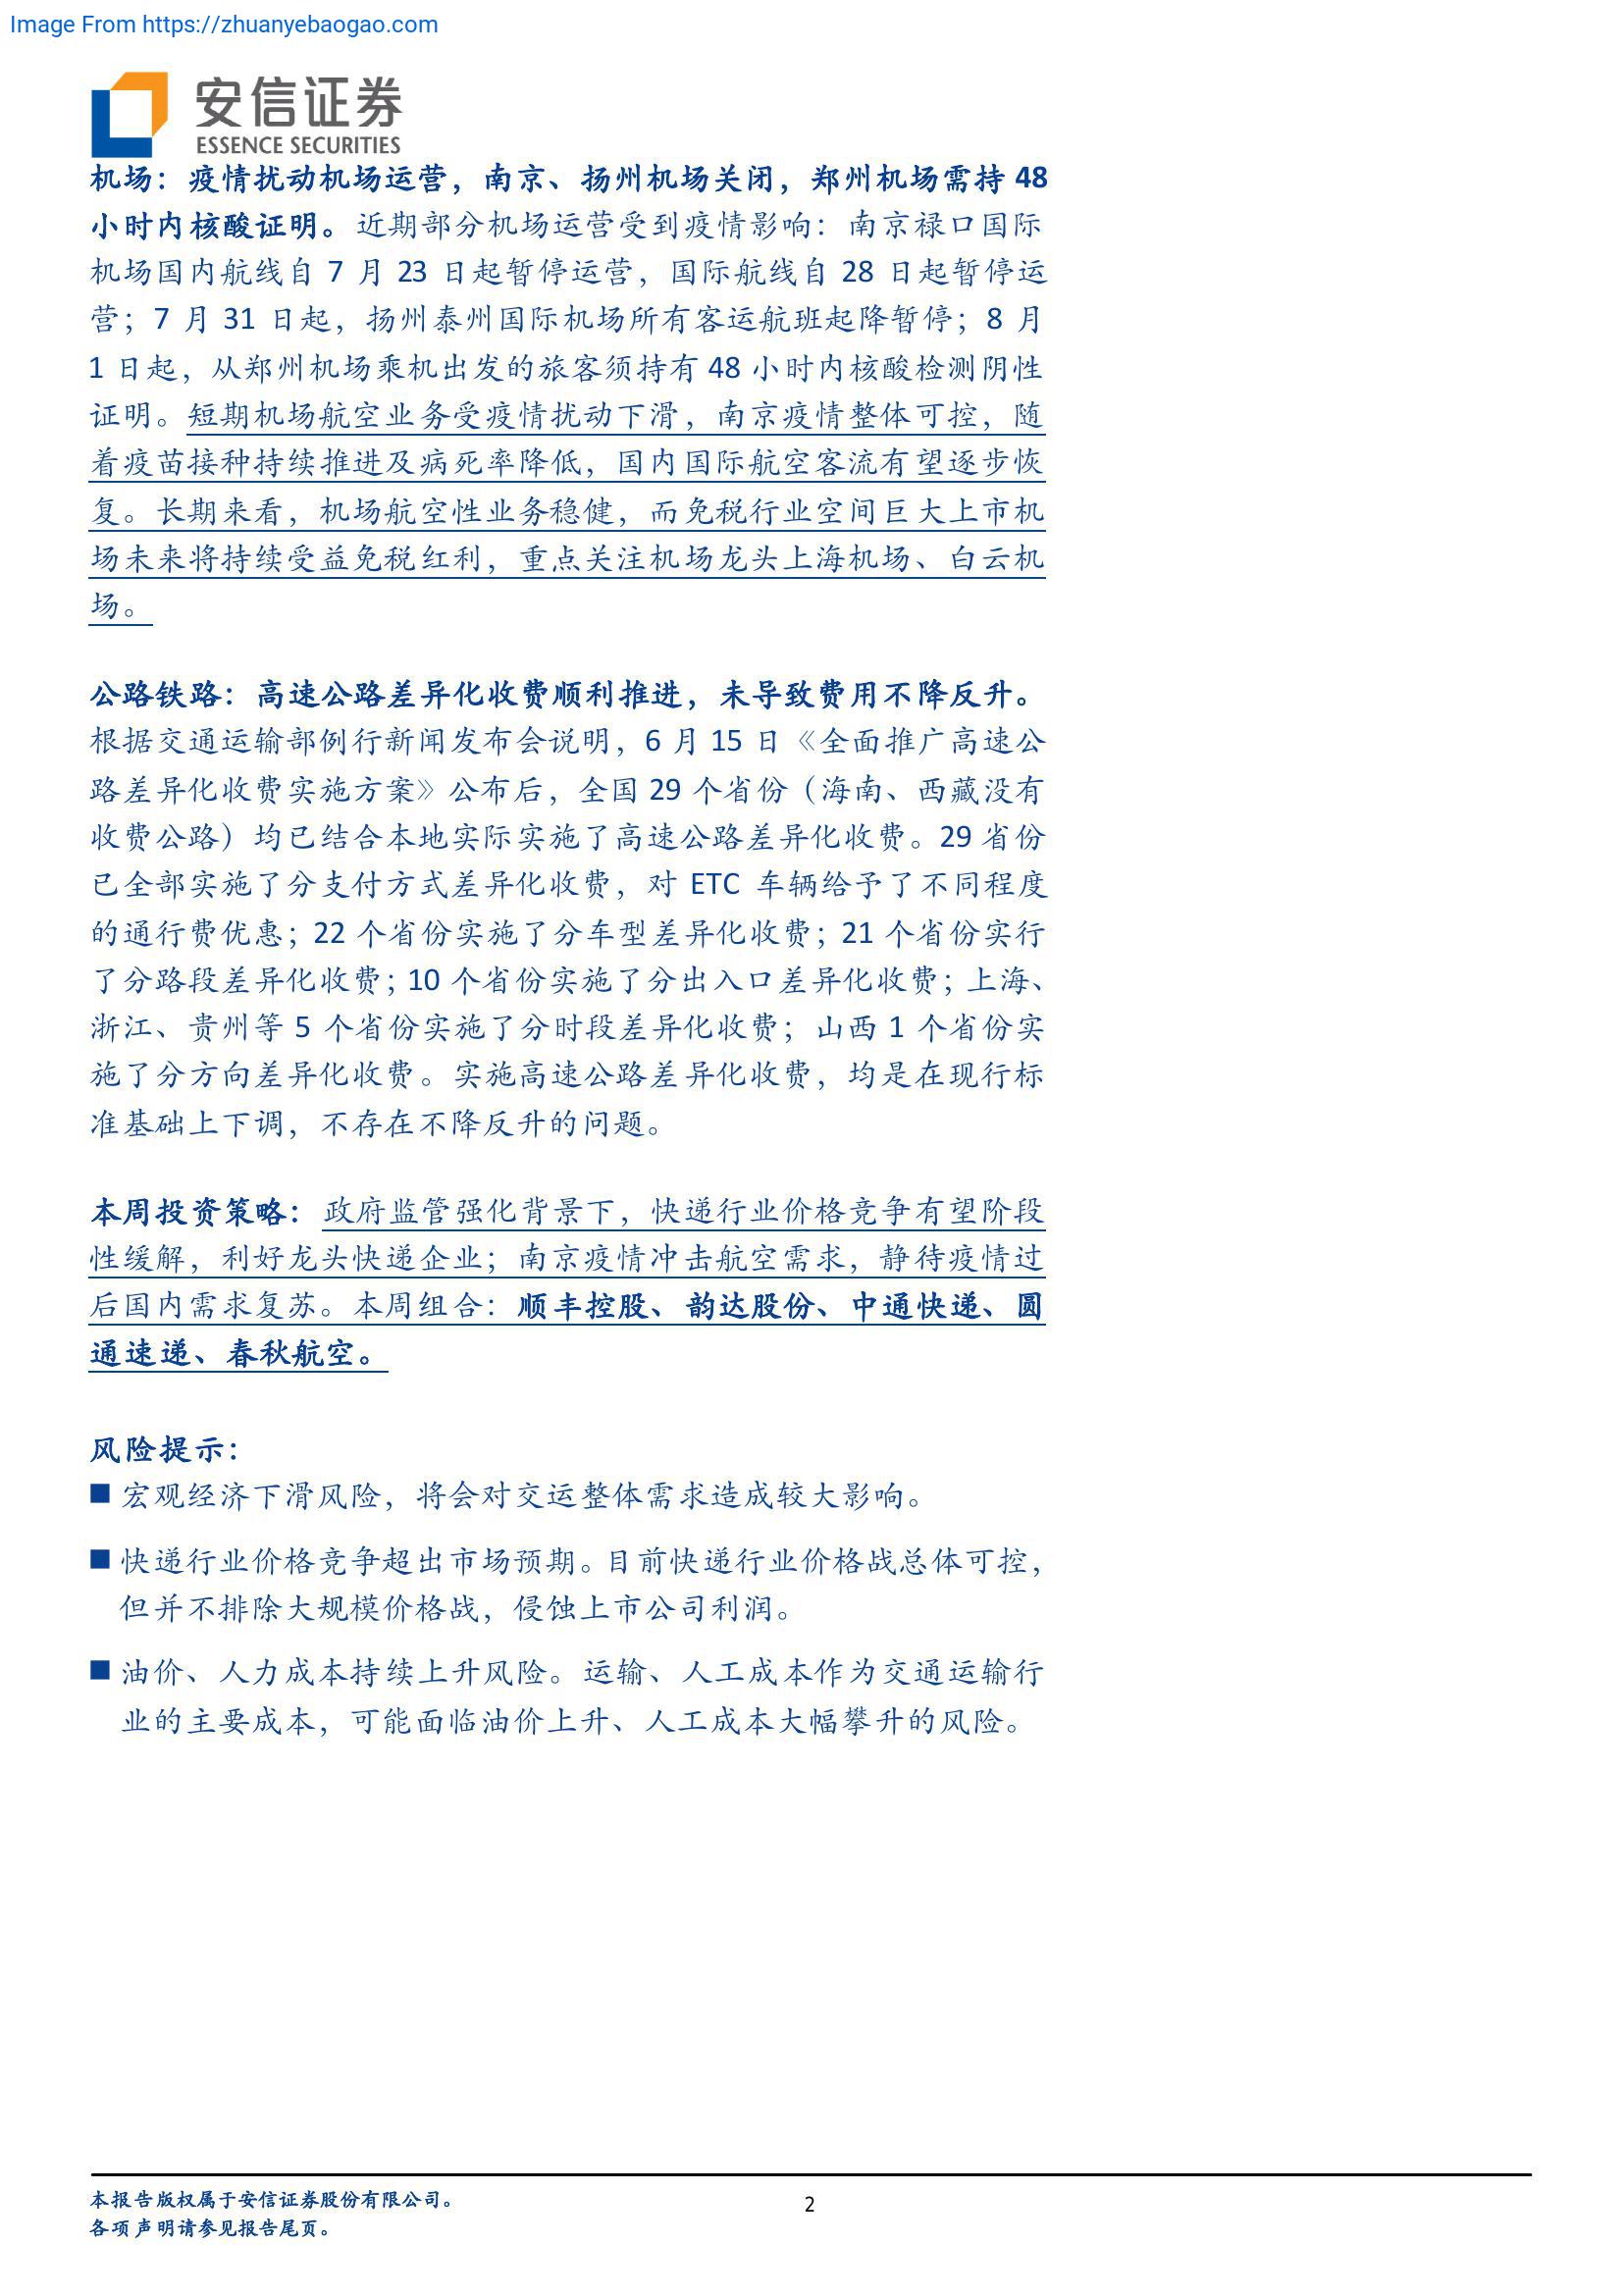 Image From https://zhuanyebaogao.com
安信证券
ESSENCE SECURITIES
机场：疫情扰动机场运营，南京、扬州机场关闭，郑州机场需持 48
小时内核酸证明。近期部分机场运营受到疫情影响：南京禄口国际
机场国内航线自 7 月 23 日起暂停运营，国际航线自 28 日起暂停运
营；7 月 31 日起，扬州泰州国际机场所有客运航班起降暂停；8 月
1 日起，从郑州机场乘机出发的旅客须持有 48 小时内核酸检测阴性
证明。短期机场航空业务受疫情扰动下滑，南京疫情整体可控，随
着疫苗接种持续推进及病死率降低，国内国际航空客流有望逐步恢
复。长期来看，机场航空性业务稳健，而免税行业空间巨大上市机
场未来将持续受益免税红利，重点关注机场龙头上海机场、白云机
场。
公路铁路：高速公路差异化收费顺利推进，未导致费用不降反升。
根据交通运输部例行新闻发布会说明，6 月 15 日《全面推广高速公
路差异化收费实施方案》公布后，全国 29 个省份（海南、西藏没有
收费公路）均已结合本地实际实施了高速公路差异化收费。29 省份
已全部实施了分支付方式差异化收费，对 ETC 车辆给予了不同程度
的通行费优惠；22 个省份实施了分车型差异化收费；21 个省份实行
了分路段差异化收费；10 个省份实施了分出入口差异化收费；上海、
浙江、贵州等 5 个省份实施了分时段差异化收费；山西 1 个省份实
施了分方向差异化收费。实施高速公路差异化收费，均是在现行标
准基础上下调，不存在不降反升的问题。
本周投资策略：政府监管强化背景下，快递行业价格竞争有望阶段
性缓解，利好龙头快递企业；南京疫情冲击航空需求，静待疫情过
后国内需求复苏。本周组合：顺丰控股、韵达股份、中通快递、圆
通速递、春秋航空。
风险提示：
■ 宏观经济下滑风险，将会对交运整体需求造成较大影响。
■ 快递行业价格竞争超出市场预期。目前快递行业价格战总体可控，
但并不排除大规模价格战，侵蚀上市公司利润。
■ 油价、人力成本持续上升风险。运输、人工成本作为交通运输行
业的主要成本，可能面临油价上升、人工成本大幅攀升的风险。
本报告版权属于安信证券股份有限公司。
各项声明请参见报告尾页。
2